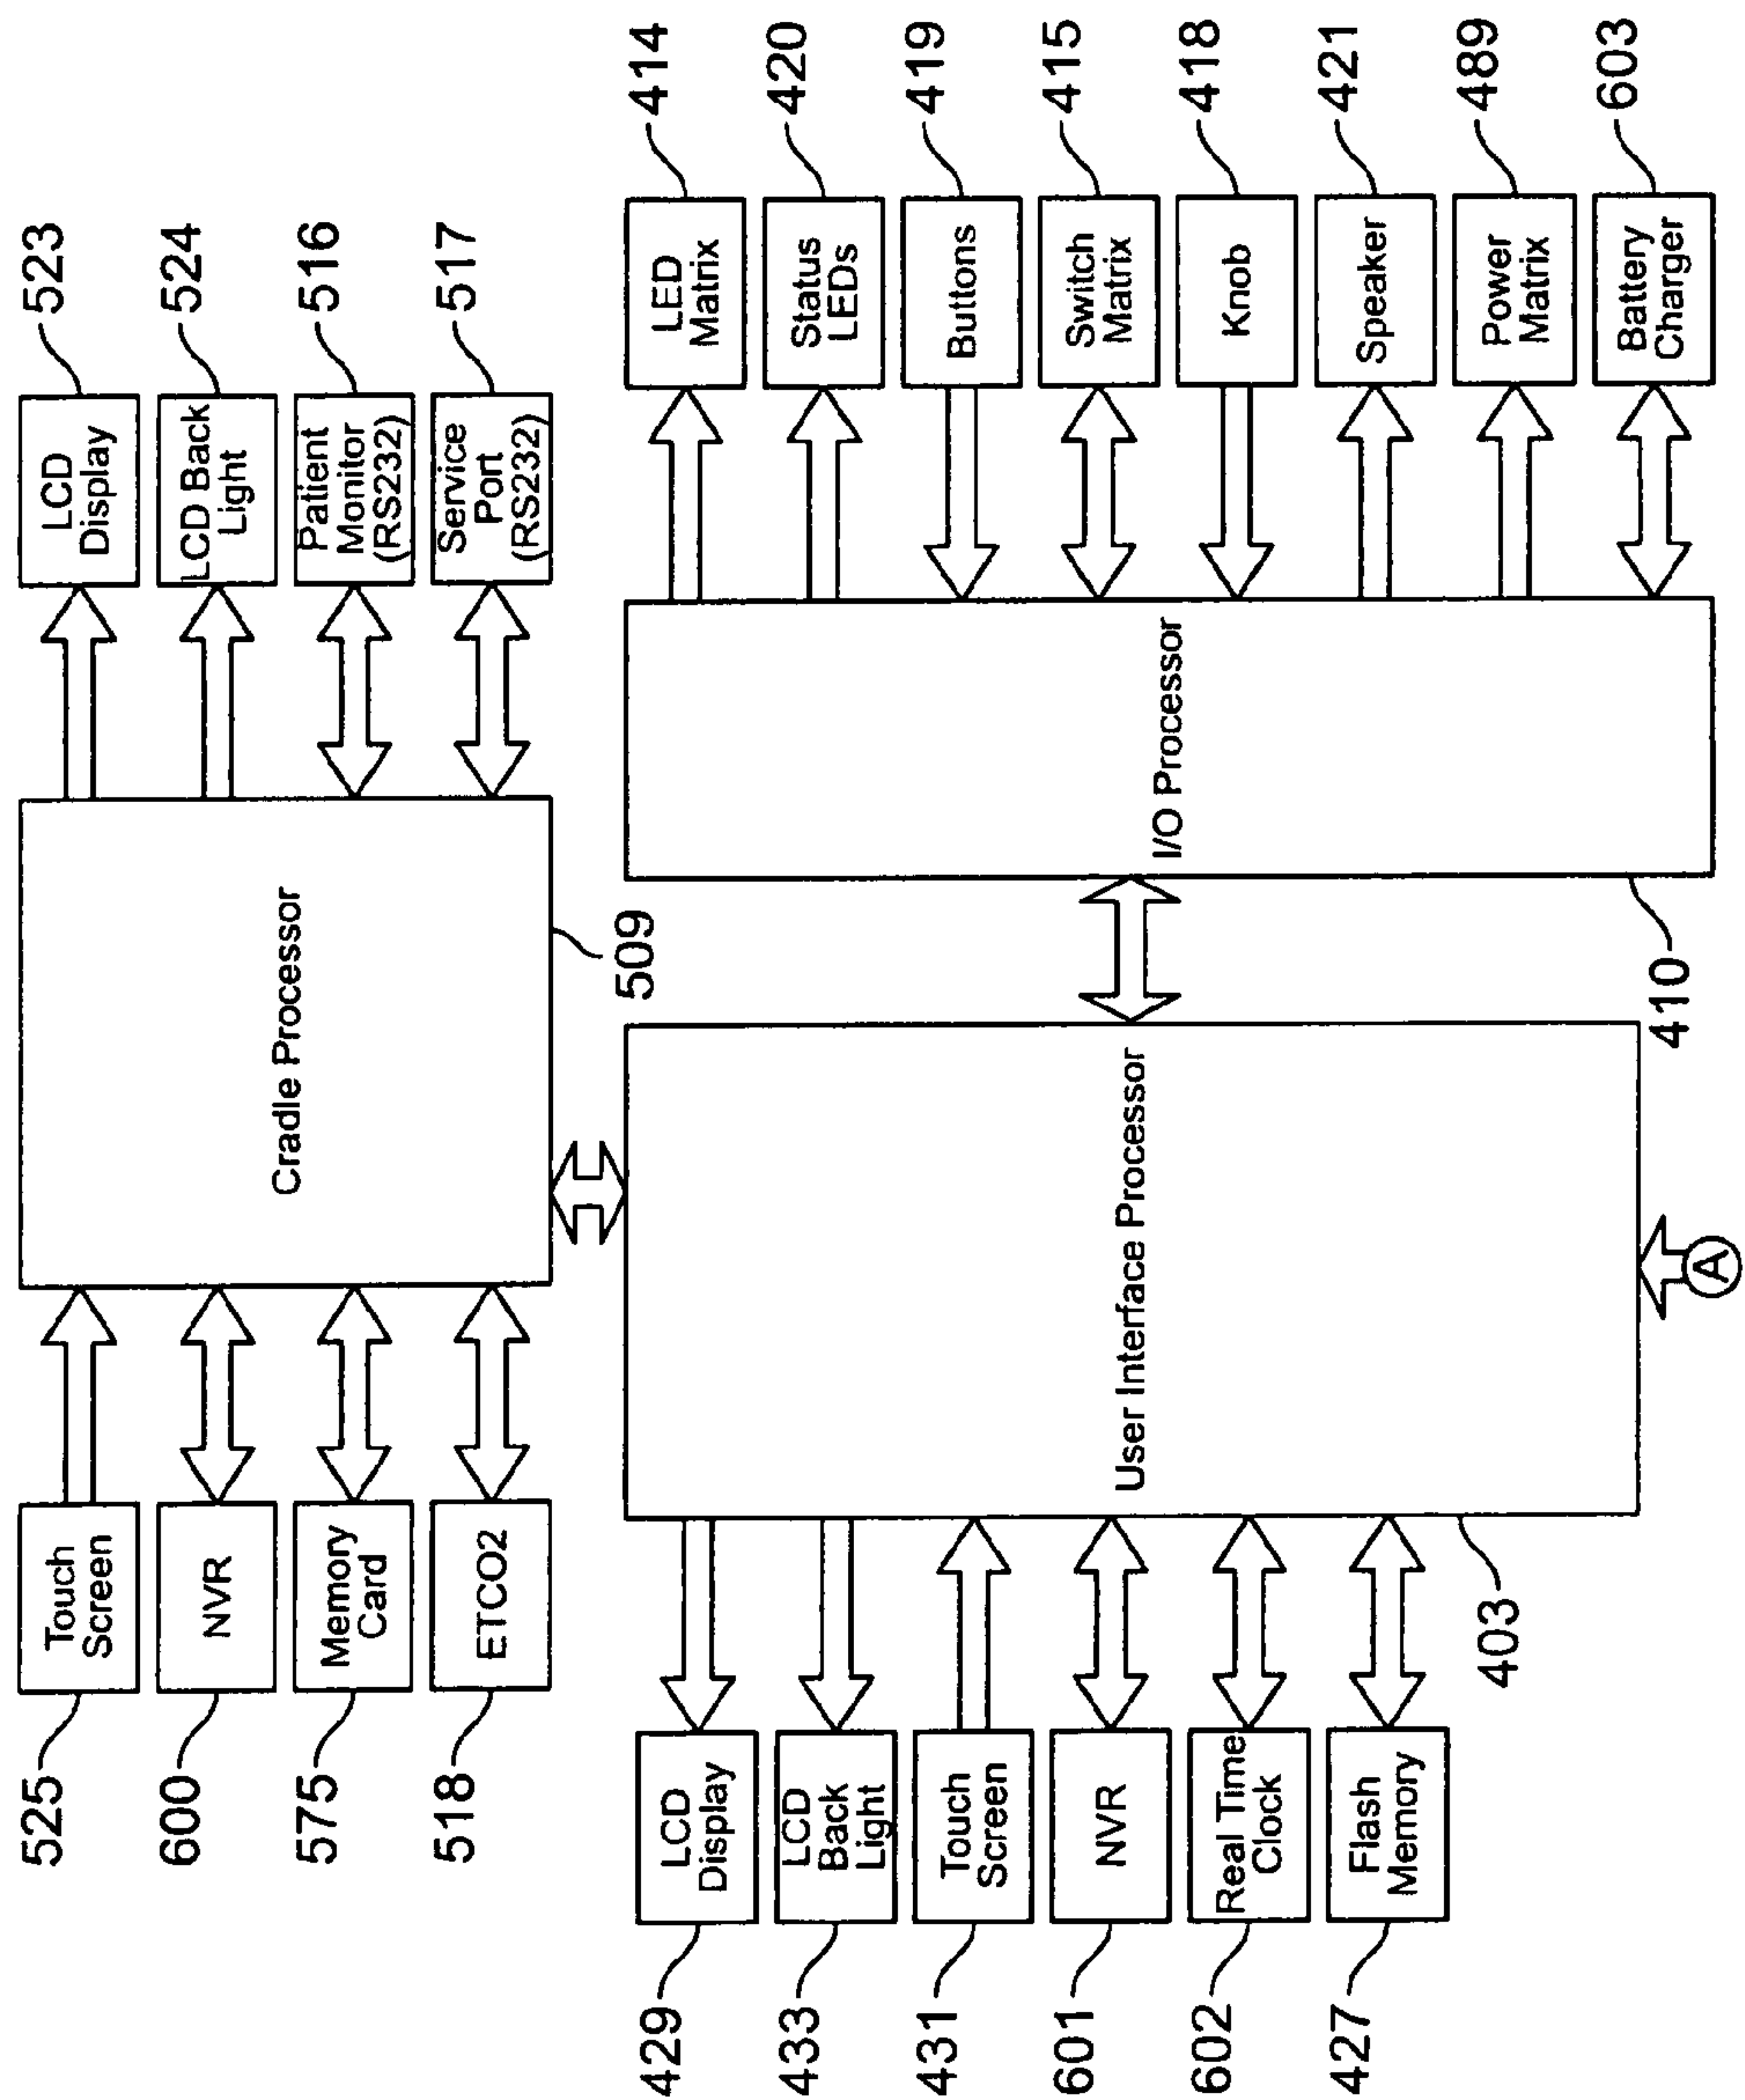 523
LCD
Display
524
LCD Back
Light
516
Patient
Monitor
(RS232)
517
Service
Port
(RS232)
Cradle Processor
509
525
Touch
Screen
600
NVR
575
Memory
Card
518
ETCO2
414
LED
Matrix
420
Status
LEDs
419
Buttons
415
Switch
Matrix
418
Knob
421
Speaker
489
Power
Matrix
603
Battery
Charger
I/O Processor
410
User Interface Processor
403
A
429
LCD
Display
433
LCD
Back
Light
431
Touch
Screen
601
NVR
602
Real Time
Clock
427
Flash
Memory